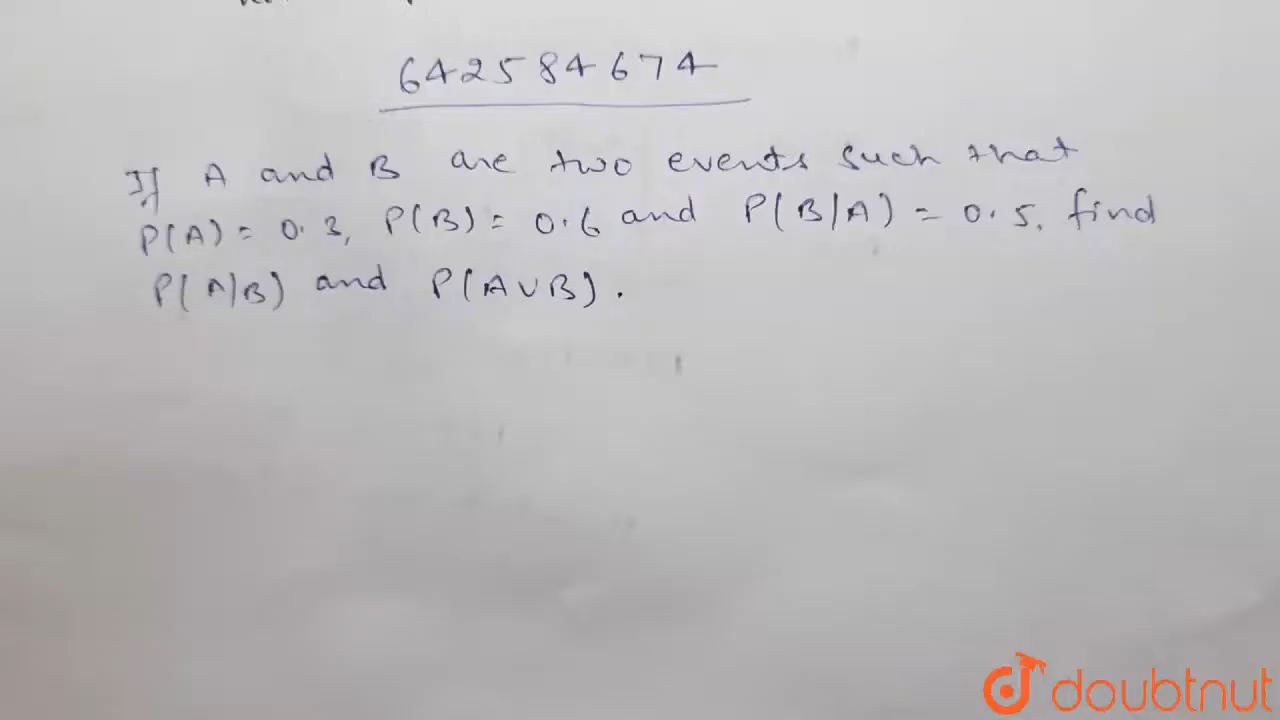 642584674
If A and B are two events such that
P(A) = 0.3, P(B) = 0.6 and P(B/A) = 0.5, find
P(A/B) and P(A∪B).
doubtnut